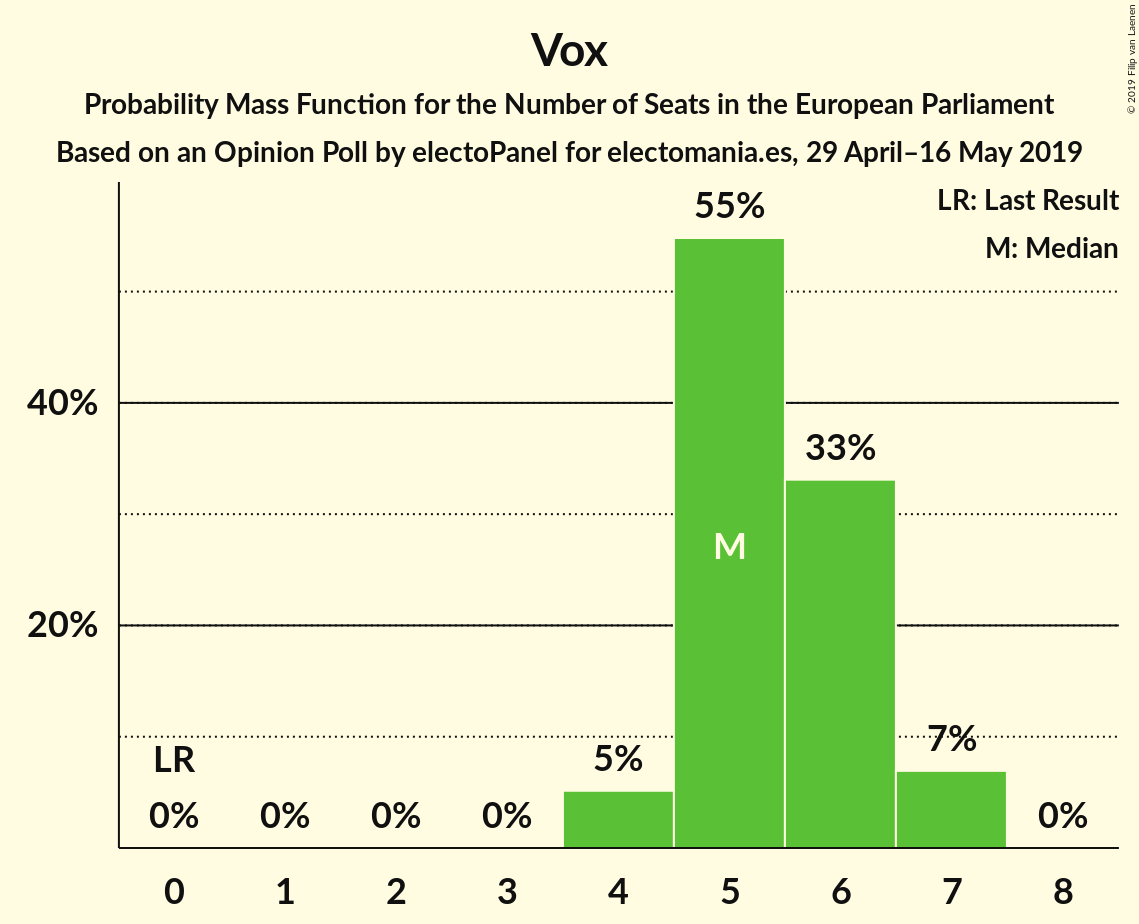 Vox
Probability Mass Function for the Number of Seats in the European Parliament
Based on an Opinion Poll by electoPanel for electomania.es, 29 April–16 May 2019
© 2019 Filip van Laenen
LR: Last Result
M: Median
55%
40%
33%
M
20%
LR
5%
7%
0%
0%
0%
0%
0%
0 1 2 3 4 5 6 7 8